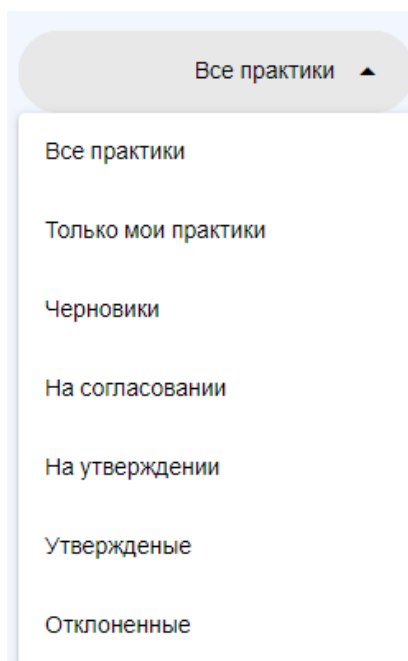 Все практики
Все практики
Только мои практики
Черновики
На согласовании
На утверждении
Утвержденые
Отклоненные